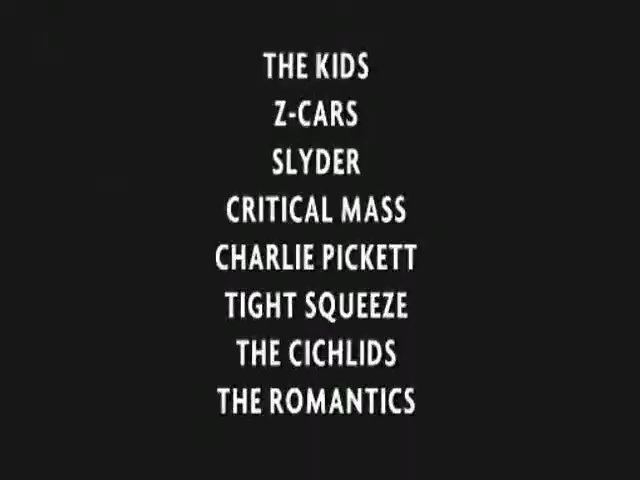 THE KIDS
Z-CARS
SLYDER
CRITICAL MASS
CHARLIE PICKETT
TIGHT SQUEEZE
THE CICHLIDS
THE ROMANTICS